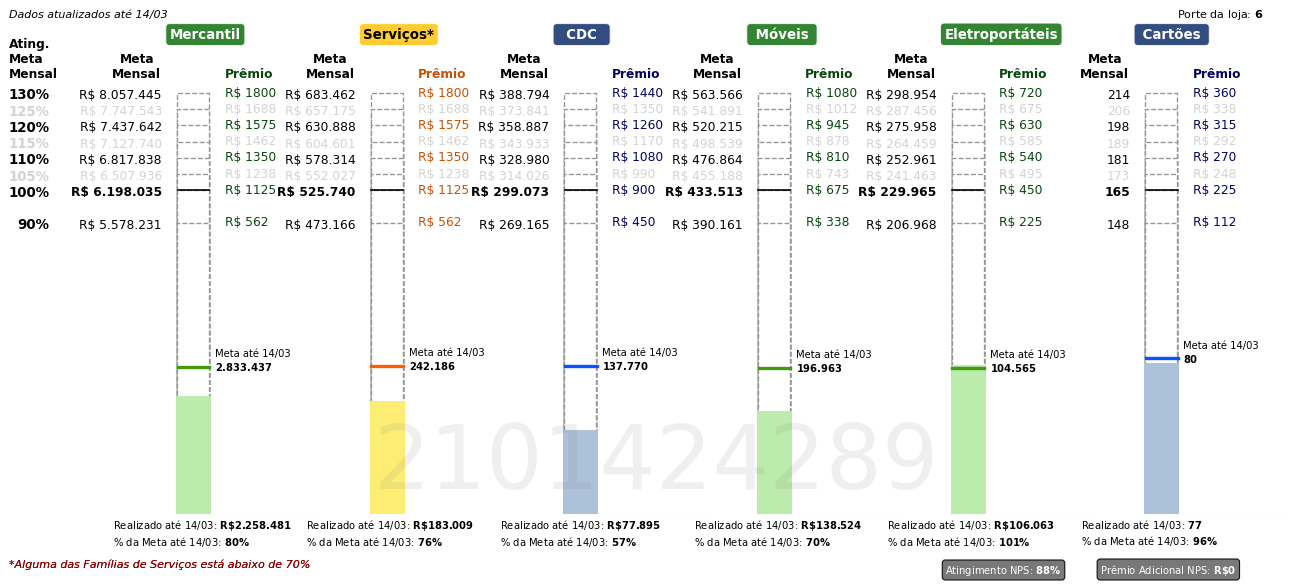 Dados atualizados até 14/03
Porte da loja: 6
Mercantil
Serviços*
CDC
Móveis
Eletroportáteis
Cartões
Ating. Meta Mensal
Meta Mensal Prêmio Meta Mensal Prêmio Meta Mensal Prêmio Meta Mensal Prêmio Meta Mensal Prêmio Meta Mensal Prêmio
130% R$ 8.057.445 R$ 1800 R$ 683.462 R$ 1800 R$ 388.794 R$ 1440 R$ 563.566 R$ 1080 R$ 298.954 R$ 720 214 R$ 360
125% R$ 7.747.543 R$ 1688 R$ 657.175 R$ 1688 R$ 373.841 R$ 1350 R$ 541.891 R$ 1012 R$ 287.456 R$ 675 206 R$ 338
120% R$ 7.437.642 R$ 1575 R$ 630.888 R$ 1575 R$ 358.887 R$ 1260 R$ 520.215 R$ 945 R$ 275.958 R$ 630 198 R$ 315
115% R$ 7.127.740 R$ 1462 R$ 604.601 R$ 1462 R$ 343.933 R$ 1170 R$ 498.539 R$ 878 R$ 264.459 R$ 585 189 R$ 292
110% R$ 6.817.838 R$ 1350 R$ 578.314 R$ 1350 R$ 328.980 R$ 1080 R$ 476.864 R$ 810 R$ 252.961 R$ 540 181 R$ 270
105% R$ 6.507.936 R$ 1238 R$ 552.027 R$ 1238 R$ 314.026 R$ 990 R$ 455.188 R$ 743 R$ 241.463 R$ 495 173 R$ 248
100% R$ 6.198.035 R$ 1125 R$ 525.740 R$ 1125 R$ 299.073 R$ 900 R$ 433.513 R$ 675 R$ 229.965 R$ 450 165 R$ 225
90% R$ 5.578.231 R$ 562 R$ 473.166 R$ 562 R$ 269.165 R$ 450 R$ 390.161 R$ 338 R$ 206.968 R$ 225 148 R$ 112
Meta até 14/03
2.833.437
Meta até 14/03
242.186
Meta até 14/03
137.770
Meta até 14/03
196.963
Meta até 14/03
104.565
Meta até 14/03
80
2101424289
Realizado até 14/03: R$2.258.481
% da Meta até 14/03: 80%
Realizado até 14/03: R$183.009
% da Meta até 14/03: 76%
Realizado até 14/03: R$77.895
% da Meta até 14/03: 57%
Realizado até 14/03: R$138.524
% da Meta até 14/03: 70%
Realizado até 14/03: R$106.063
% da Meta até 14/03: 101%
Realizado até 14/03: 77
% da Meta até 14/03: 96%
*Alguma das Famílias de Serviços está abaixo de 70%
Atingimento NPS: 88%
Prêmio Adicional NPS: R$0